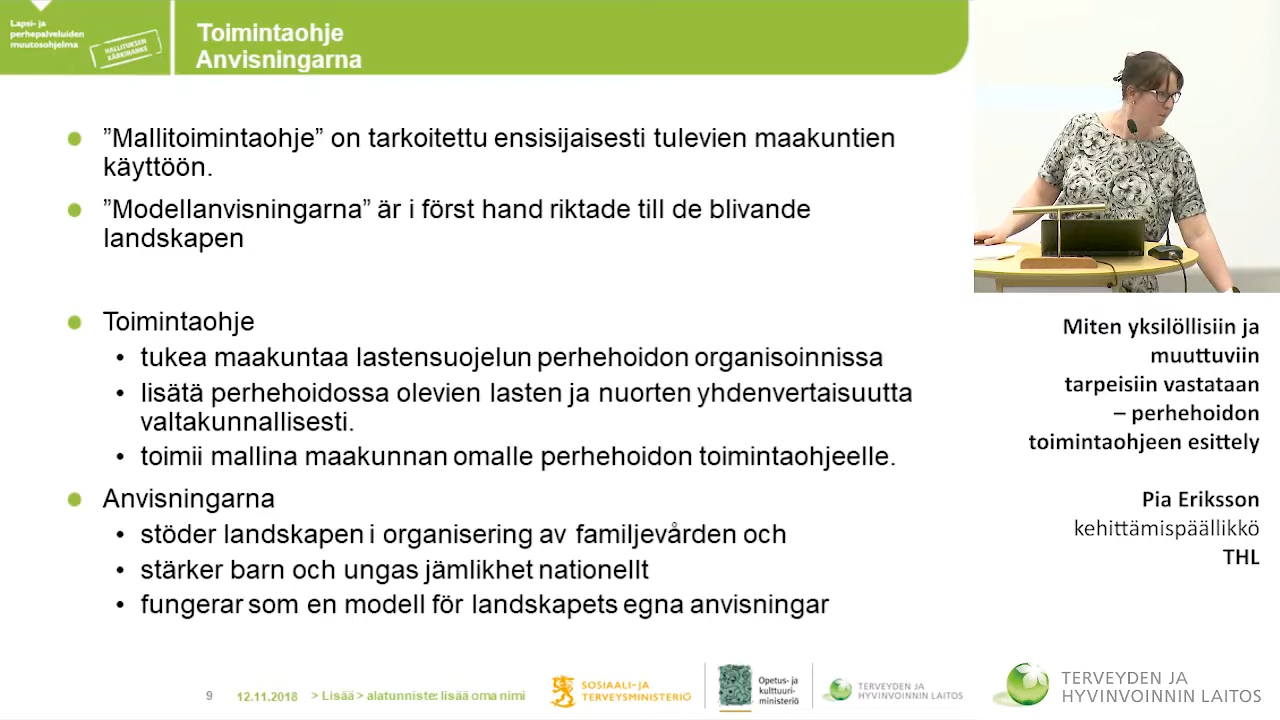 Lapsi- ja
perhepalveluiden
muutosohjelma
HALLITUKSEN
KÄRKIHANKE
Toimintaohje
Anvisningarna
”Mallitoimintaohje” on tarkoitettu ensisijaisesti tulevien maakuntien
käyttöön.
”Modellanvisningarna” är i först hand riktade till de blivande
landskapen
Toimintaohje
• tukea maakuntaa lastensuojelun perhehoidon organisoinnissa
• lisätä perhehoidossa olevien lasten ja nuorten yhdenvertaisuutta
valtakunnallisesti.
• toimii mallina maakunnan omalle perhehoidon toimintaohjeelle.
Anvisningarna
• stöder landskapen i organisering av familjevården och
• stärker barn och ungas jämlikhet nationellt
• fungerar som en modell för landskapets egna anvisningar
9 12.11.2018 > Lisää > alatunniste: lisää oma nimi
SOSIAALI- JA
TERVEYSMINISTERIÖ
Opetus- ja
kulttuuri-
ministeriö
TERVEYDEN JA
HYVINVOINNIN LAITOS
Miten yksilöllisiin ja
muuttuviin
tarpeisiin vastataan
– perhehoidon
toimintaohjeen esittely
Pia Eriksson
kehittämispäällikkö
THL
TERVEYDEN JA
HYVINVOINNIN LAITOS